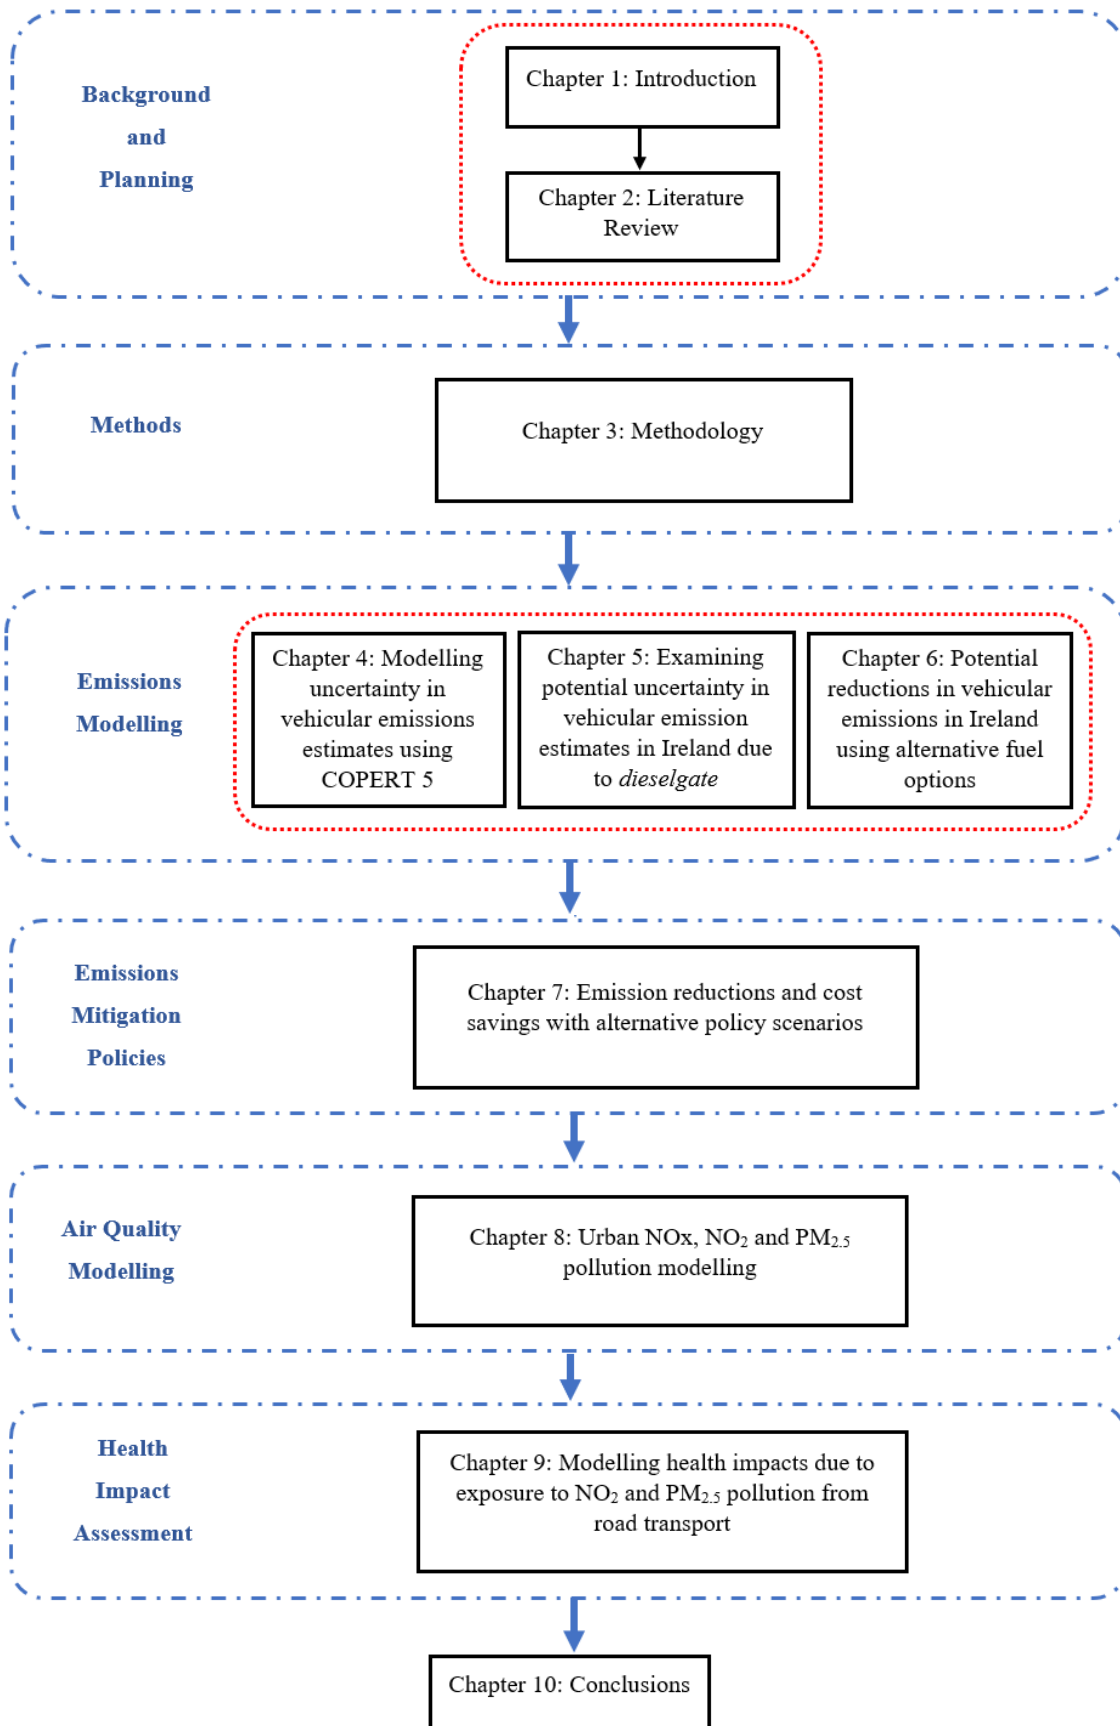 Background
and
Planning
Chapter 1: Introduction
Chapter 2: Literature
Review
Methods
Chapter 3: Methodology
Emissions
Modelling
Chapter 4: Modelling
uncertainty in
vehicular emissions
estimates using
COPERT 5
Chapter 5: Examining
potential uncertainty in
vehicular emission
estimates in Ireland due
to dieselgate
Chapter 6: Potential
reductions in vehicular
emissions in Ireland
using alternative fuel
options
Emissions
Mitigation
Policies
Chapter 7: Emission reductions and cost
savings with alternative policy scenarios
Air Quality
Modelling
Chapter 8: Urban NOx, NO₂ and PM₂.₅
pollution modelling
Health
Impact
Assessment
Chapter 9: Modelling health impacts due to
exposure to NO₂ and PM₂.₅ pollution from
road transport
Chapter 10: Conclusions